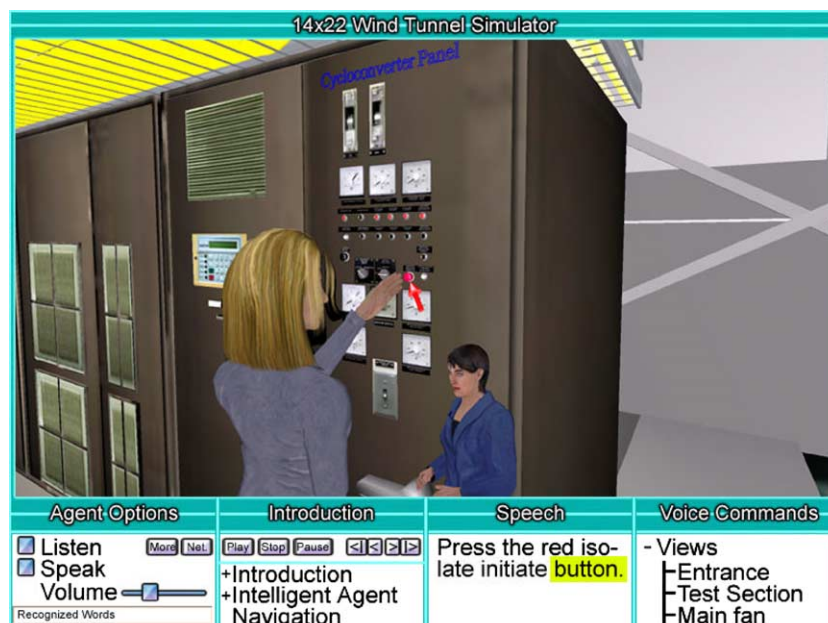 14x22 Wind Tunnel Simulator
Cycloconverter Panel
Agent Options
Listen
More Net.
Speak
Volume
Recognized Words
Introduction
Play Stop Pause <| < > |>
+Introduction
+Intelligent Agent
Navigation
Speech
Press the red iso-
late initiate button.
Voice Commands
- Views
Entrance
Test Section
Main fan